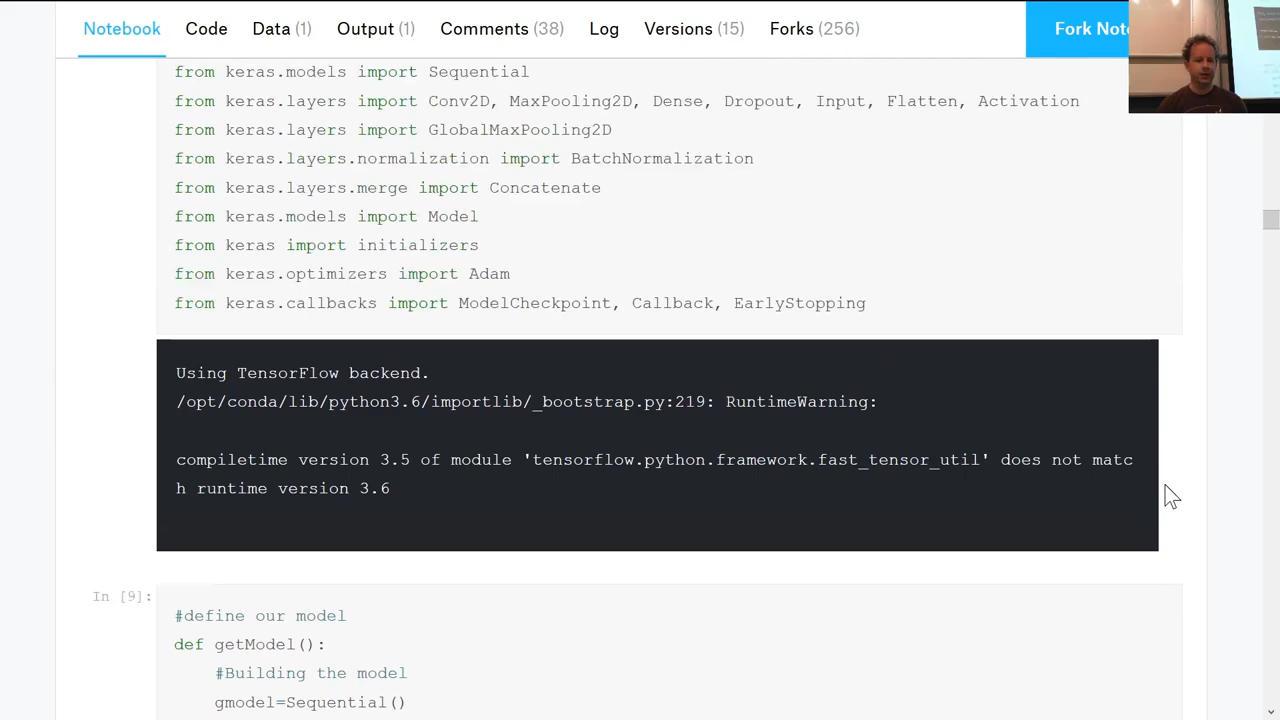 Notebook Code Data (1) Output (1) Comments (38) Log Versions (15) Forks (256) Fork Note
from keras.models import Sequential
from keras.layers import Conv2D, MaxPooling2D, Dense, Dropout, Input, Flatten, Activation
from keras.layers import GlobalMaxPooling2D
from keras.layers.normalization import BatchNormalization
from keras.layers.merge import Concatenate
from keras.models import Model
from keras import initializers
from keras.optimizers import Adam
from keras.callbacks import ModelCheckpoint, Callback, EarlyStopping
Using TensorFlow backend.
/opt/conda/lib/python3.6/importlib/_bootstrap.py:219: RuntimeWarning:
compiletime version 3.5 of module 'tensorflow.python.framework.fast_tensor_util' does not matc
h runtime version 3.6
In [9]:
#define our model
def getModel():
    #Building the model
    gmodel=Sequential()